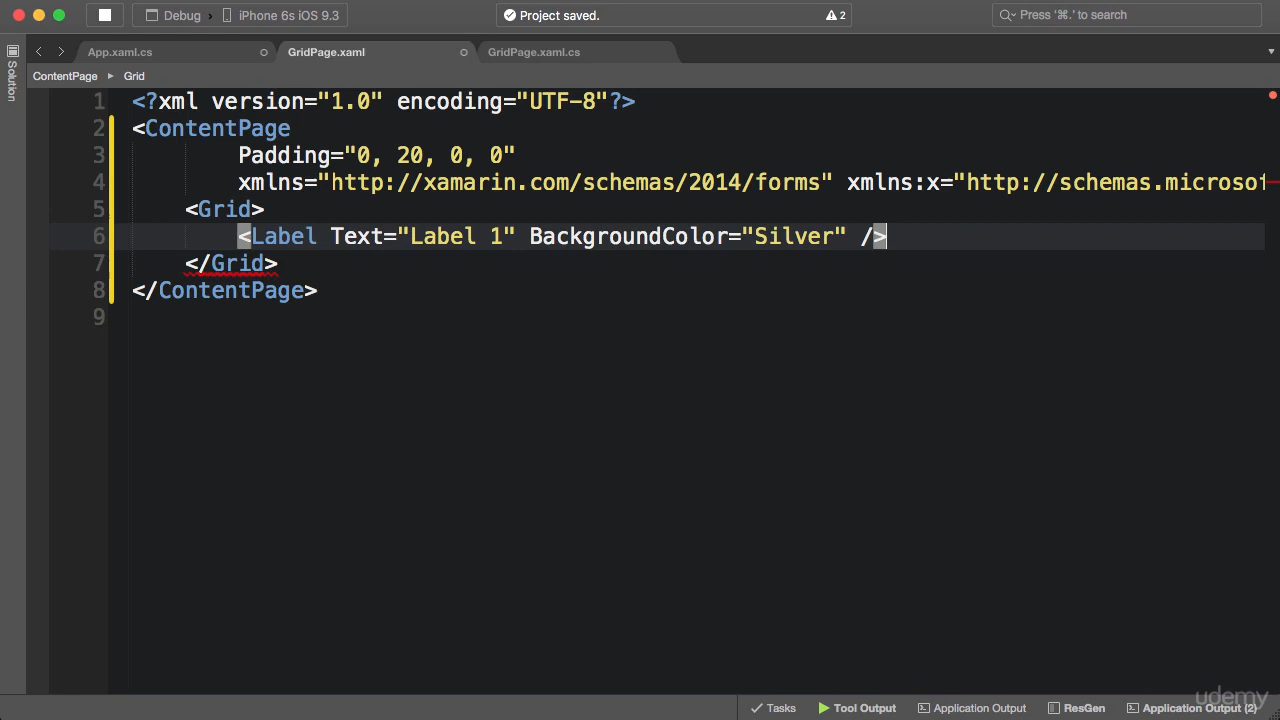 Debug › iPhone 6s iOS 9.3
Project saved.
2
Press '⌘.' to search
App.xaml.cs
GridPage.xaml
GridPage.xaml.cs
Solution
ContentPage ▸ Grid
1 <?xml version="1.0" encoding="UTF-8"?>
2 <ContentPage
3 Padding="0, 20, 0, 0"
4 xmlns="http://xamarin.com/schemas/2014/forms" xmlns:x="http://schemas.microsof
5 <Grid>
6 <Label Text="Label 1" BackgroundColor="Silver" />
7 </Grid>
8 </ContentPage>
9
Tasks
Tool Output
Application Output
ResGen
Application Output (2)
udemy